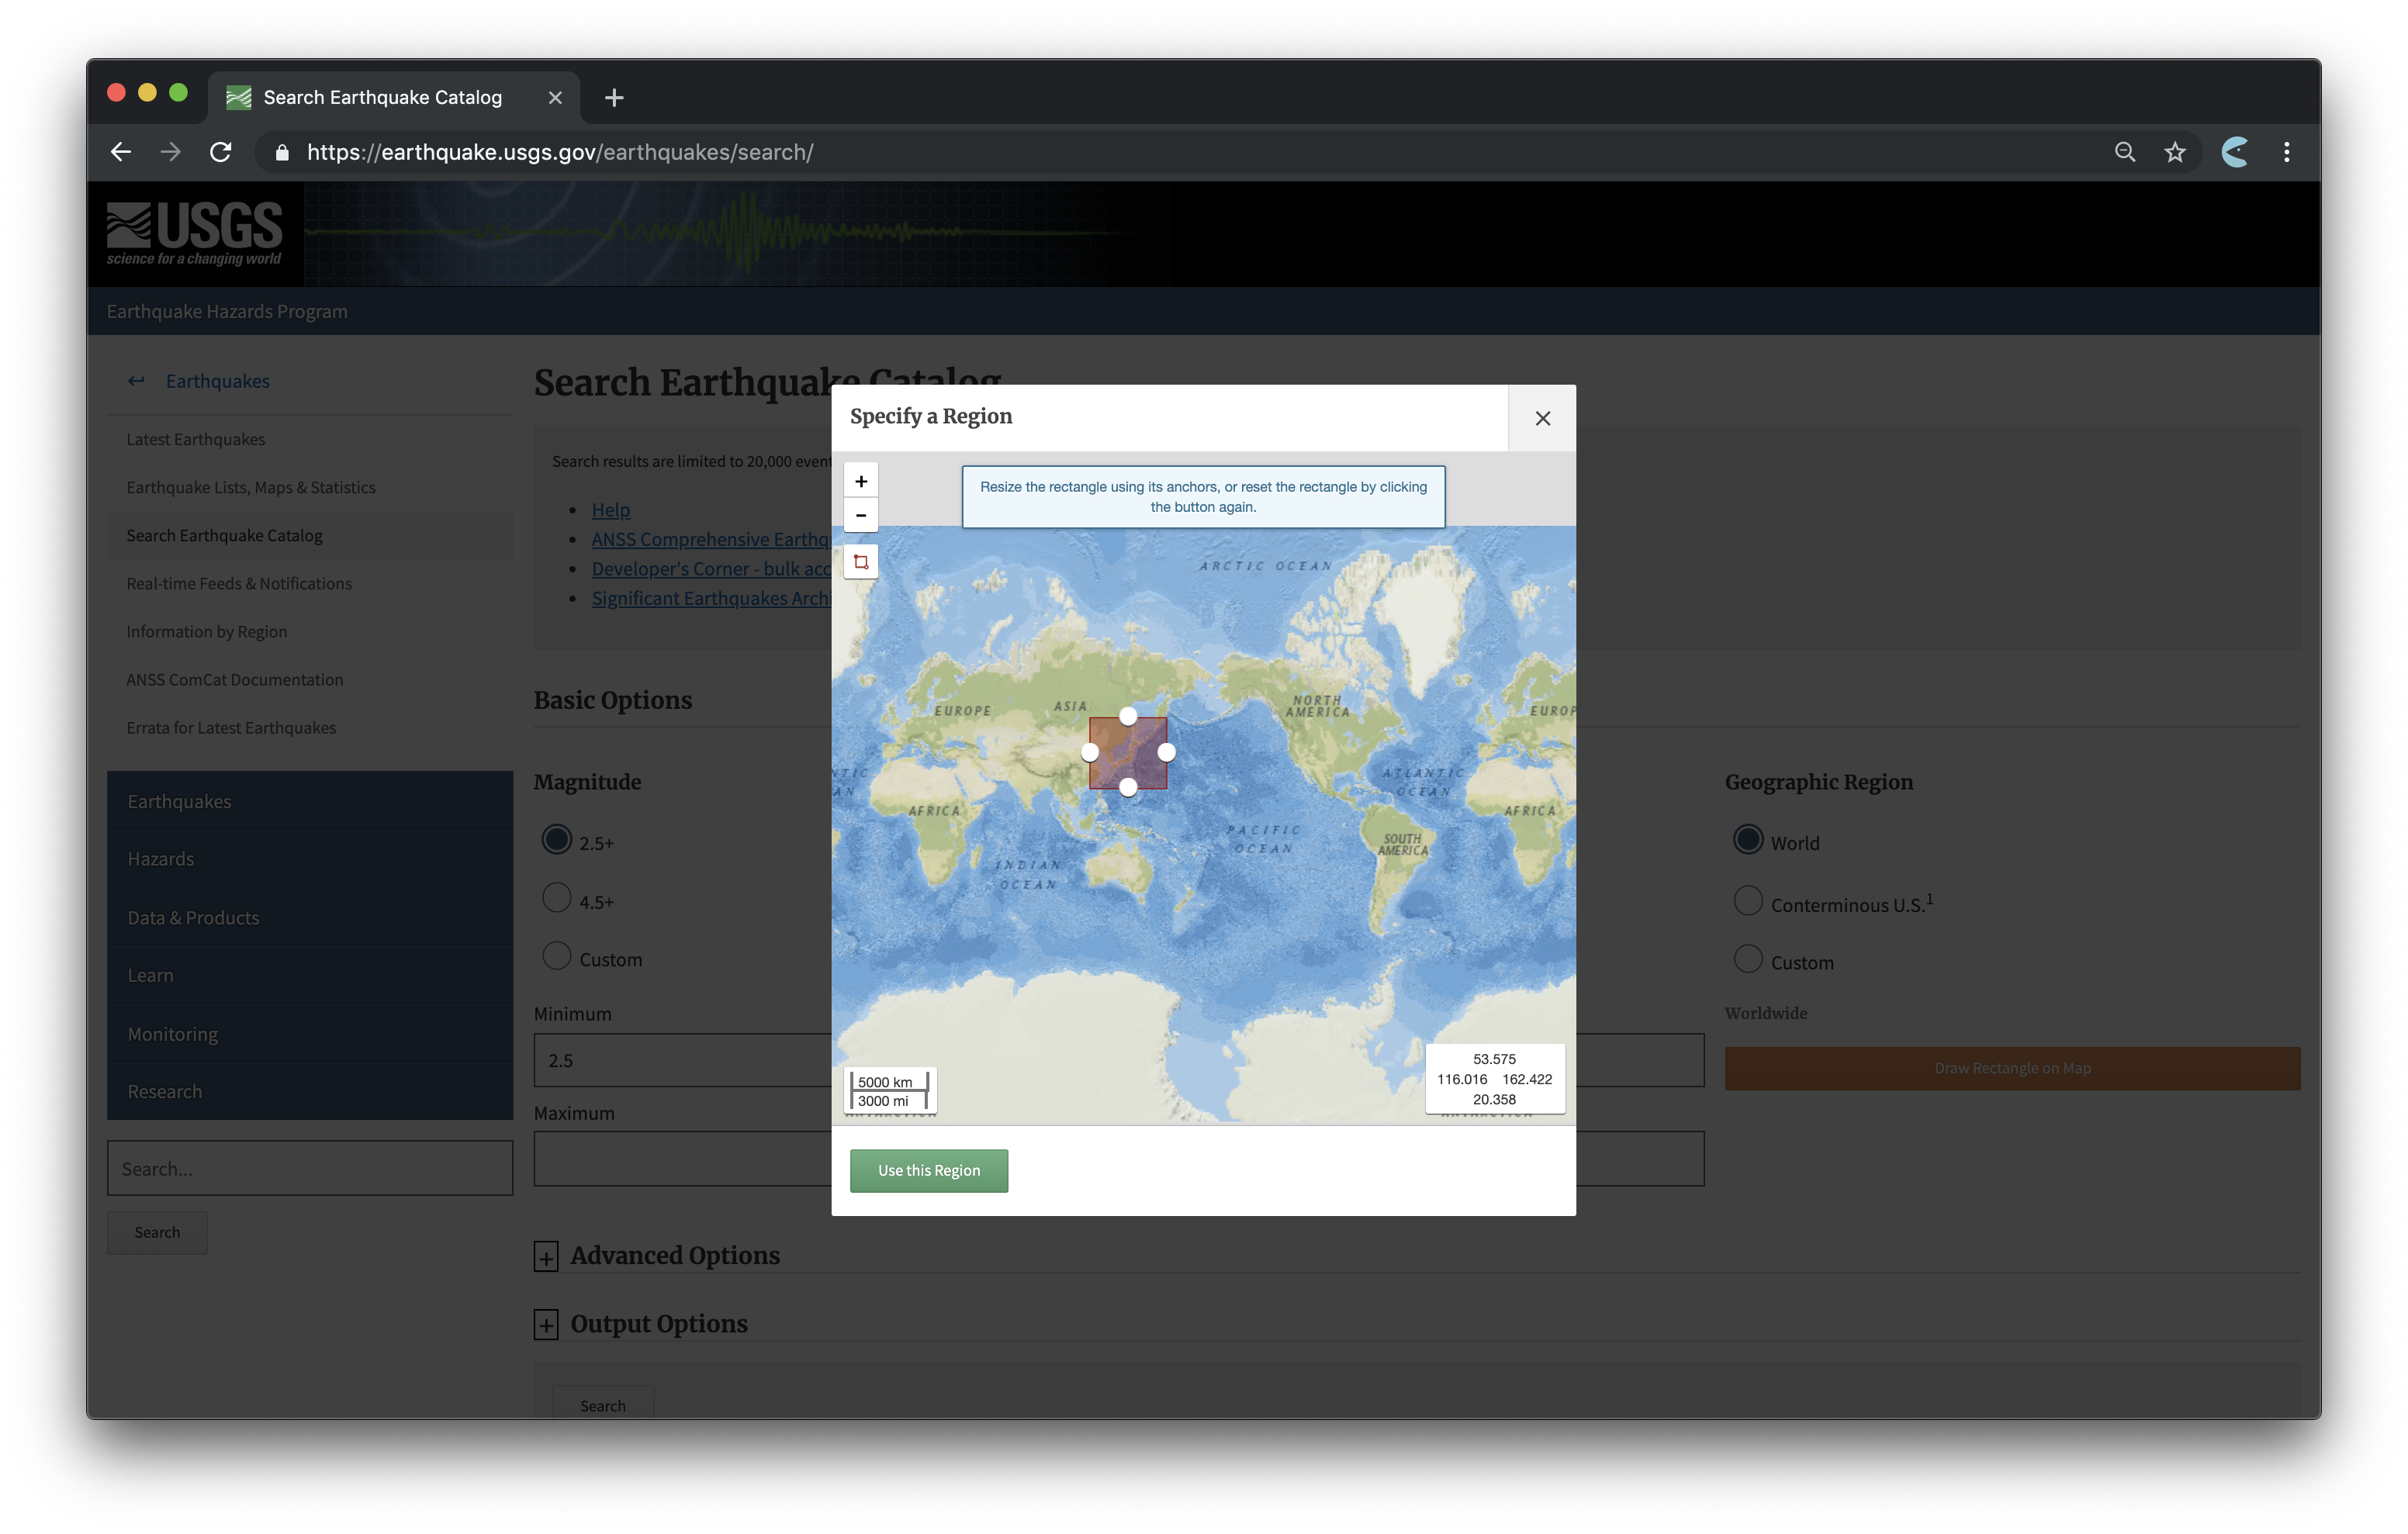 Search Earthquake Catalog
https://earthquake.usgs.gov/earthquakes/search/
USGS
science for a changing world
Earthquake Hazards Program
Earthquakes
Latest Earthquakes
Earthquake Lists, Maps & Statistics
Search Earthquake Catalog
Real-time Feeds & Notifications
Information by Region
ANSS ComCat Documentation
Errata for Latest Earthquakes
Earthquakes
Hazards
Data & Products
Learn
Monitoring
Research
Search...
Search
Search Earthquake Catalog
Search results are limited to 20,000
Help
ANSS Comprehensive
Developer's Corner - bulk
Significant Earthquakes
Basic Options
Magnitude
2.5+
4.5+
Custom
Minimum
2.5
Maximum
Geographic Region
World
Conterminous U.S.1
Custom
Worldwide
Draw Rectangle on Map
Advanced Options
Output Options
Search
Specify a Region
+
−
Resize the rectangle using its anchors, or reset the rectangle by clicking
the button again.
ARCTIC OCEAN
EUROPE
ASIA
NORTH
AMERICA
ATLANTIC
OCEAN
AFRICA
PACIFIC
OCEAN
SOUTH
AMERICA
AFRICA
INDIAN
OCEAN
5000 km
3000 mi
53.575
116.016 162.422
20.358
Use this Region